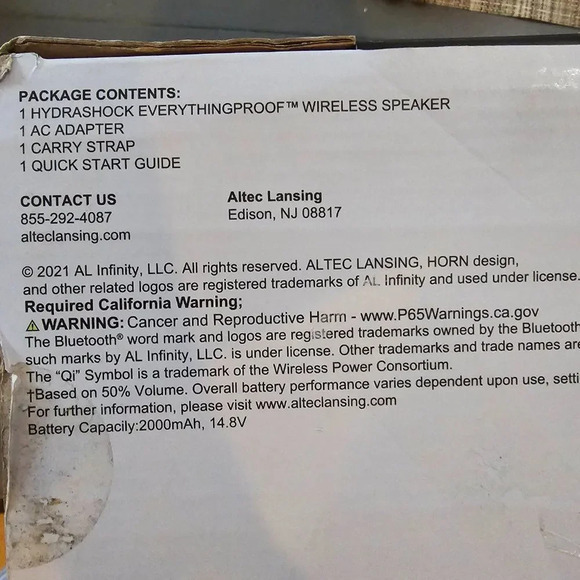 PACKAGE CONTENTS:
1 HYDRASHOCK EVERYTHINGPROOF™ WIRELESS SPEAKER
1 AC ADAPTER
1 CARRY STRAP
1 QUICK START GUIDE
CONTACT US
855-292-4087
alteclansing.com
Altec Lansing
Edison, NJ 08817
© 2021 AL Infinity, LLC. All rights reserved. ALTEC LANSING, HORN design,
and other related logos are registered trademarks of AL Infinity and used under license.
Required California Warning;
⚠WARNING: Cancer and Reproductive Harm - www.P65Warnings.ca.gov
The Bluetooth® word mark and logos are registered trademarks owned by the Bluetooth
such marks by AL Infinity, LLC. is under license. Other trademarks and trade names are
The “Qi” Symbol is a trademark of the Wireless Power Consortium.
†Based on 50% Volume. Overall battery performance varies dependent upon use, setti
For further information, please visit www.alteclansing.com
Battery Capacity:2000mAh, 14.8V